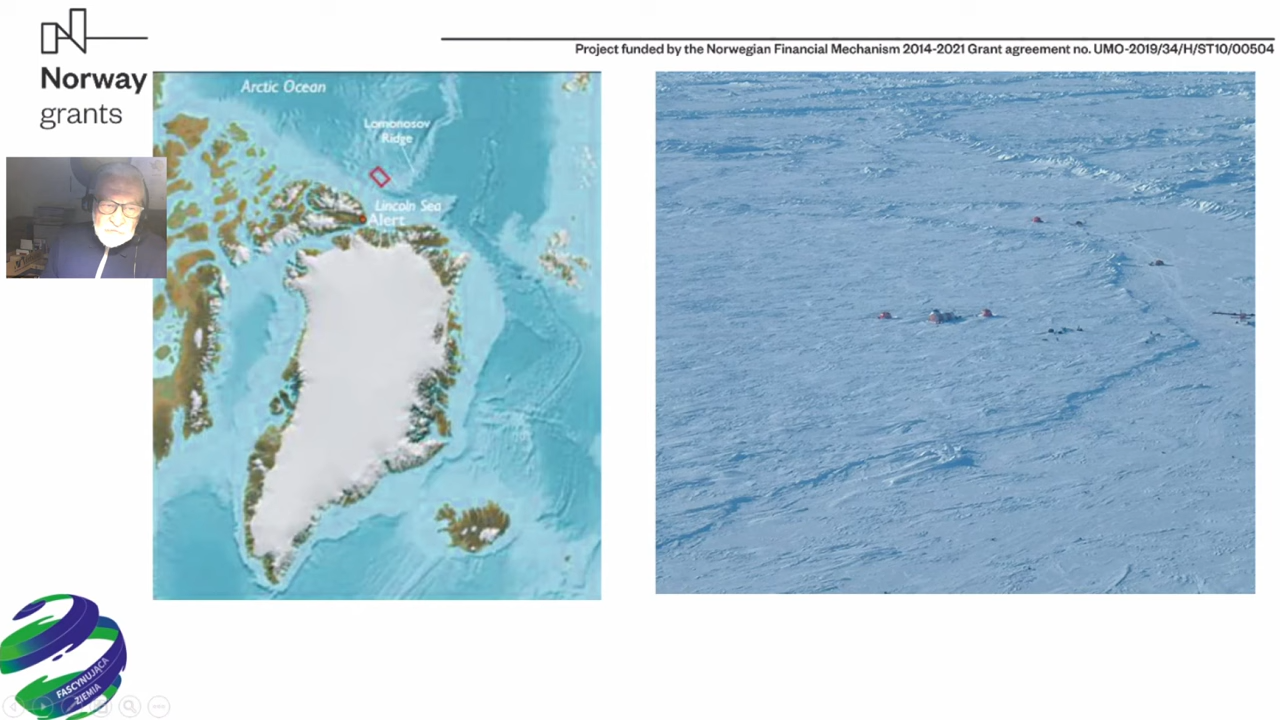 Project funded by the Norwegian Financial Mechanism 2014-2021 Grant agreement no. UMO-2019/34/H/ST10/00504
Norway
grants
Arctic Ocean
Lomonosov
Ridge
Lincoln Sea
Alert
FASCYNUJĄCA
ZIEMIA